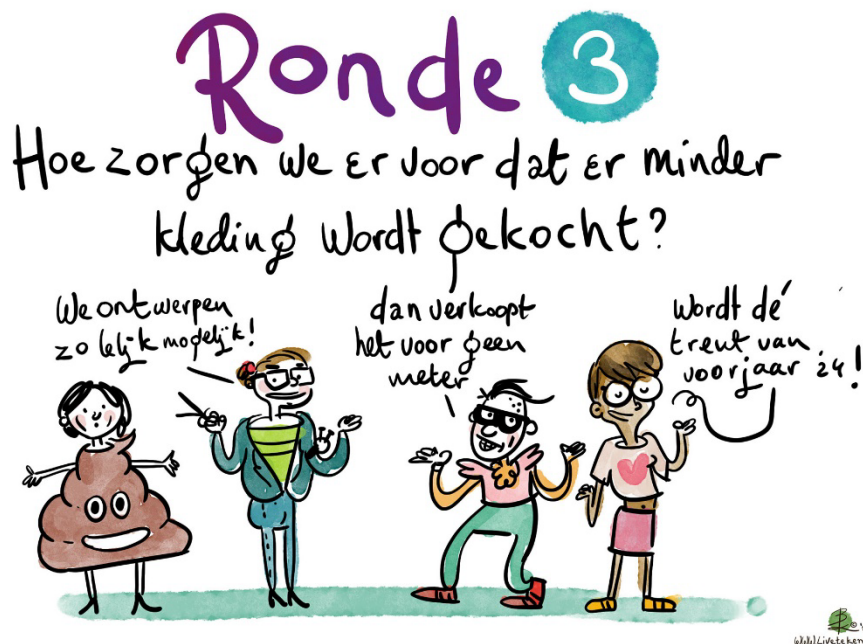 Ronde 3
Hoe zorgen we er voor dat er minder
kleding wordt gekocht?
We ontwerpen
zo lelijk mogelijk!
dan verkoopt
het voor geen
meter
wordt dé
trent van
voorjaar '24!